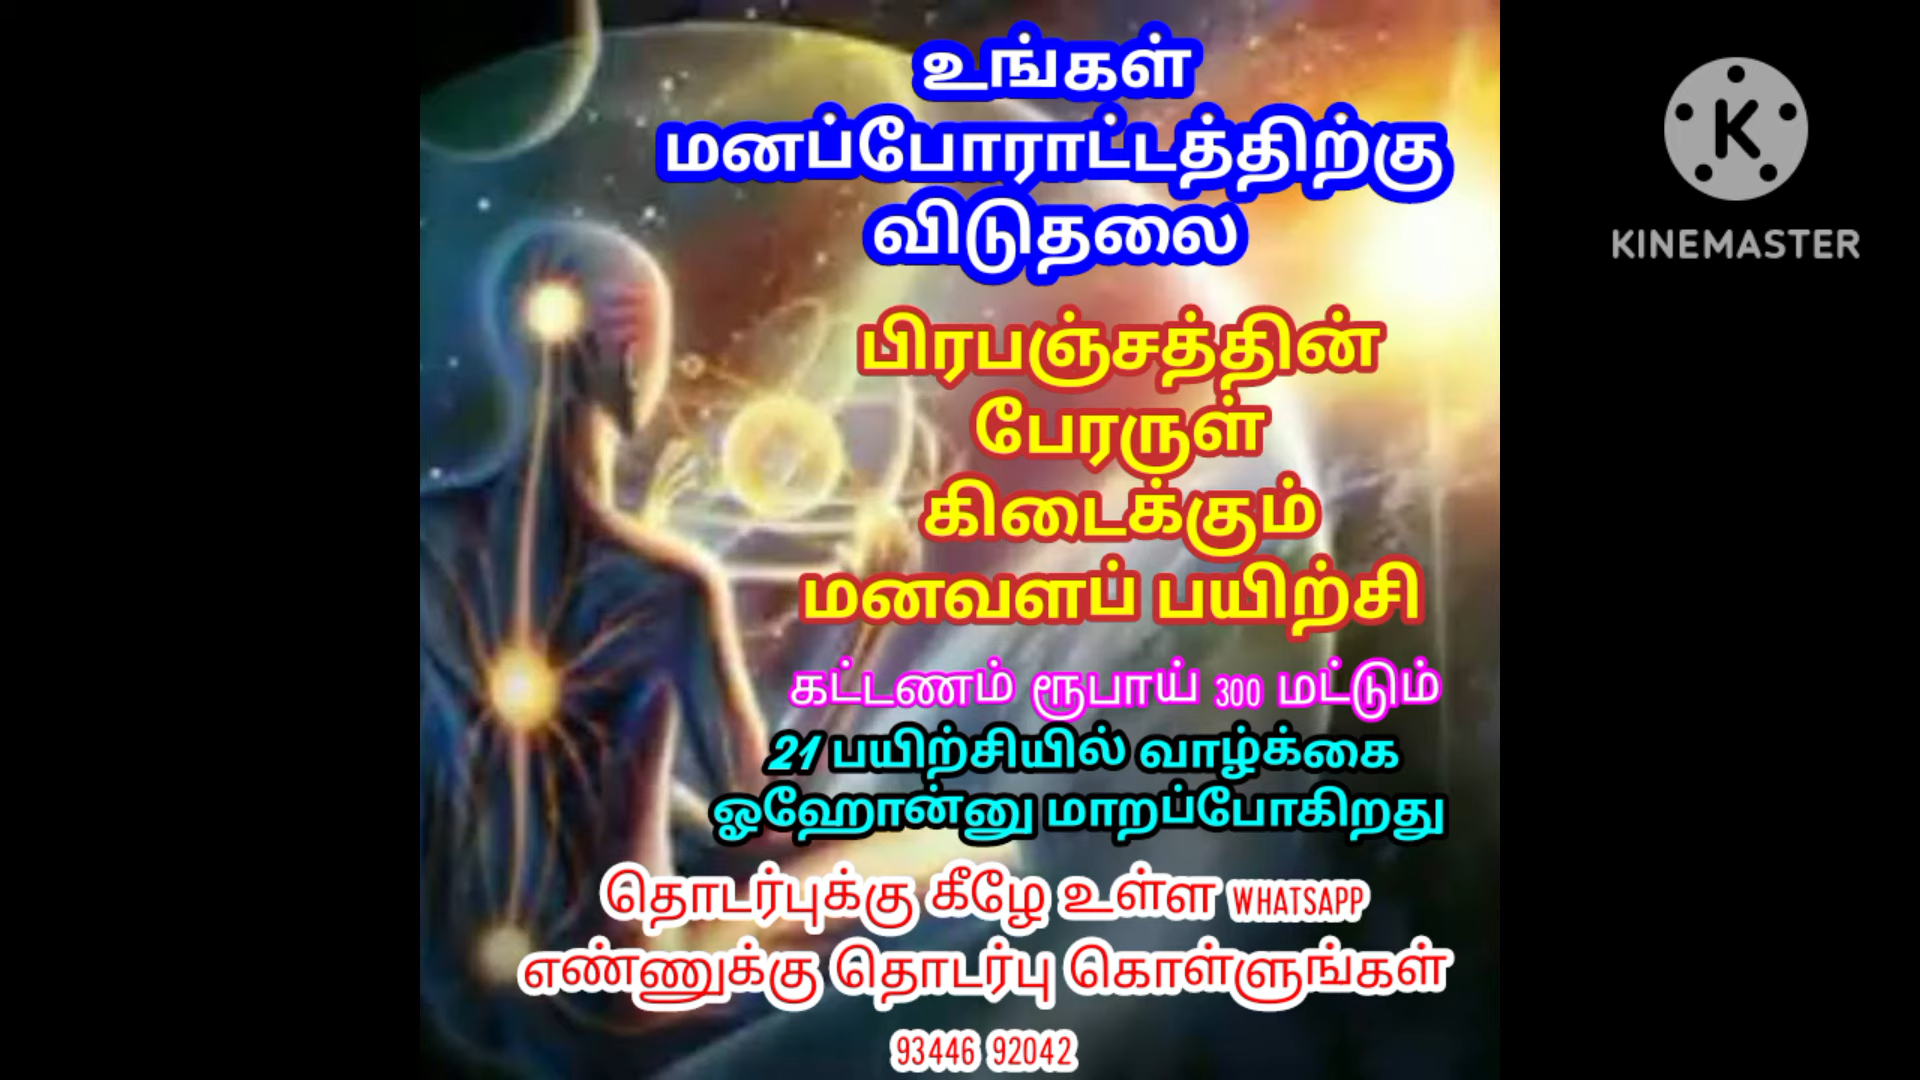 உங்கள்
மனப்போராட்டத்திற்கு
விடுதலை
பிரபஞ்சத்தின்
பேரருள்
கிடைக்கும்
மனவளப் பயிற்சி
கட்டணம் ரூபாய் 300 மட்டும்
21 பயிற்சியில் வாழ்க்கை
ஓஹோன்னு மாறப்போகிறது
தொடர்புக்கு கீழே உள்ள WHATSAPP
எண்ணுக்கு தொடர்பு கொள்ளுங்கள்
93446 92042
K
KINEMASTER